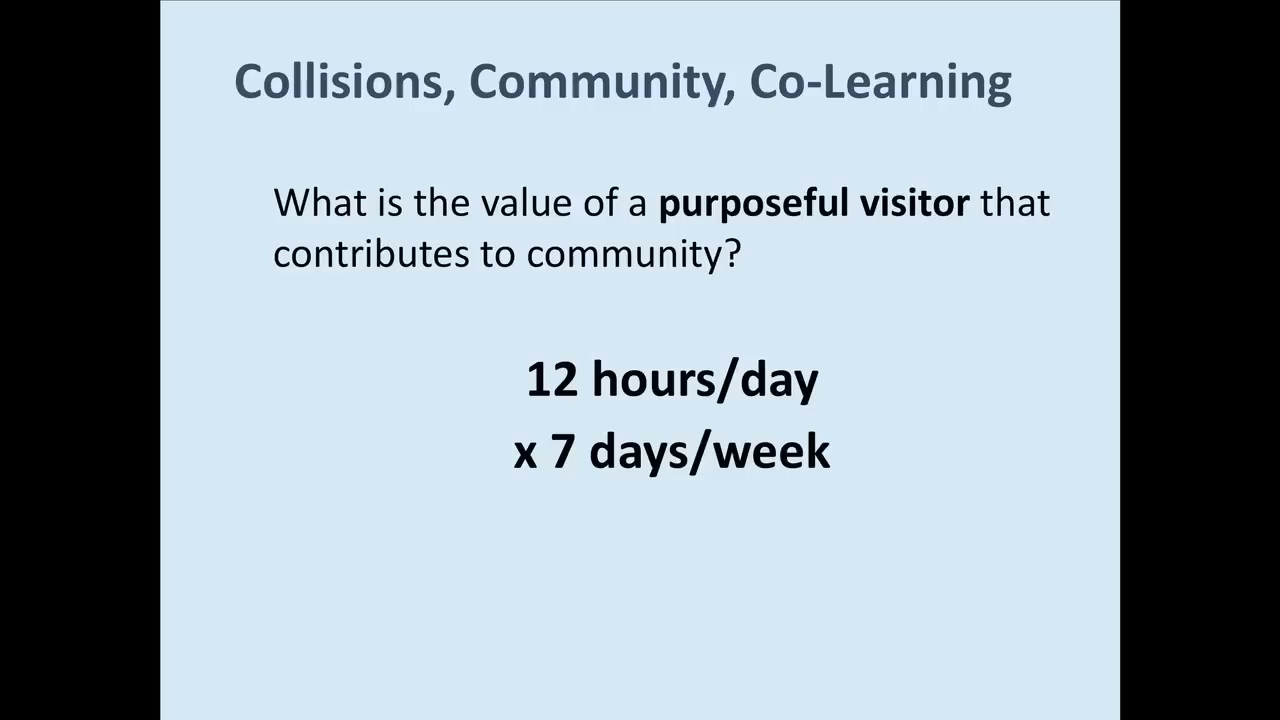 Collisions, Community, Co-Learning
What is the value of a purposeful visitor that
contributes to community?
12 hours/day
x 7 days/week